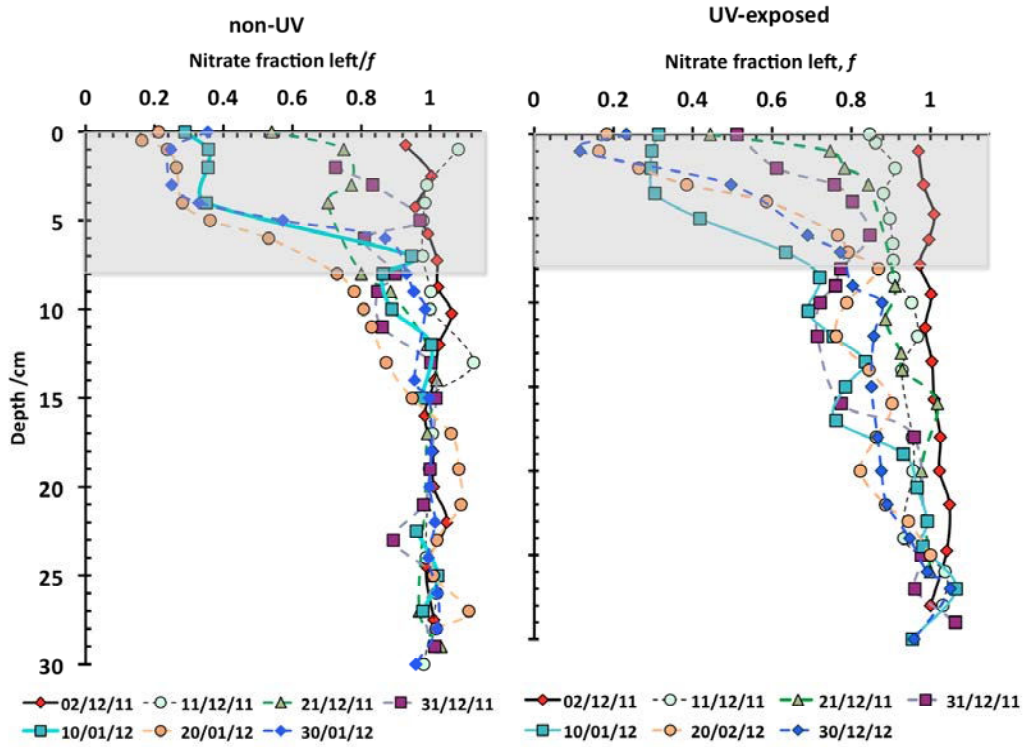 non-UV
Nitrate fraction left/f
0 0.2 0.4 0.6 0.8 1
0
5
10
15
20
25
30
Depth /cm
02/12/11 11/12/11 21/12/11 31/12/11
10/01/12 20/01/12 30/01/12
UV-exposed
Nitrate fraction left, f
0 0.2 0.4 0.6 0.8 1
02/12/11 11/12/11 21/12/11 31/12/11
10/01/12 20/02/12 30/12/12